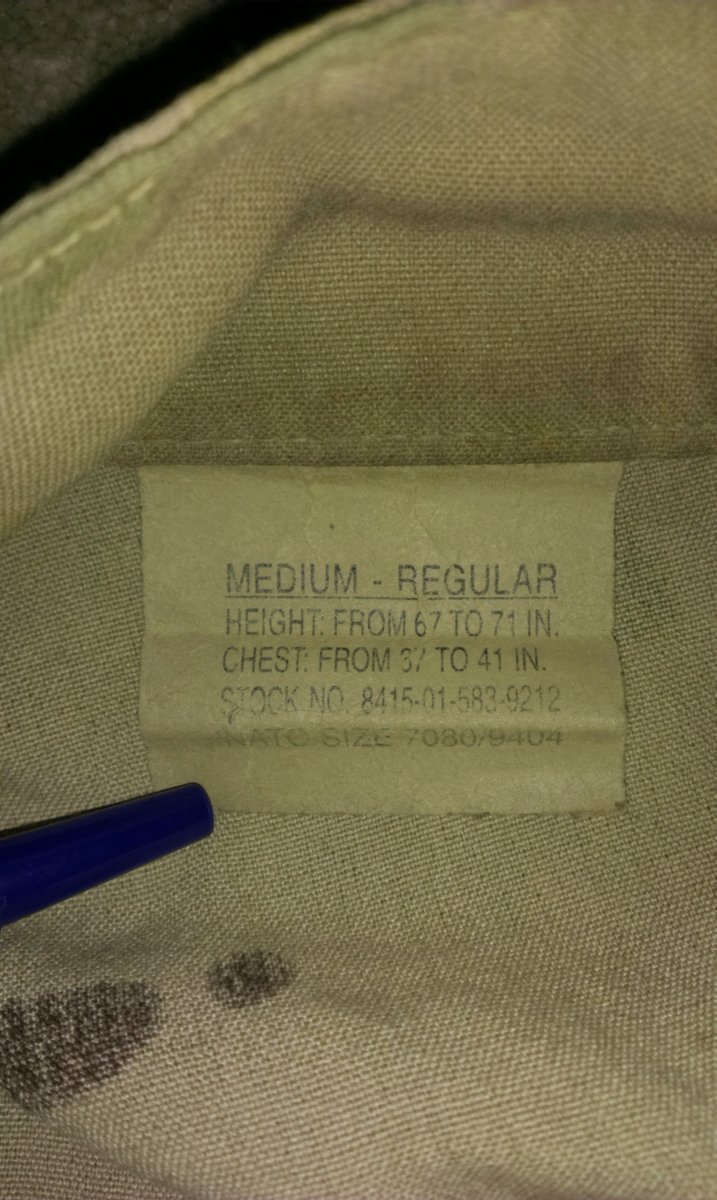 MEDIUM - REGULAR
HEIGHT: FROM 67 TO 71 IN.
CHEST: FROM 37 TO 41 IN.
STOCK NO. 8415-01-583-9212
NATO SIZE 7080/9404